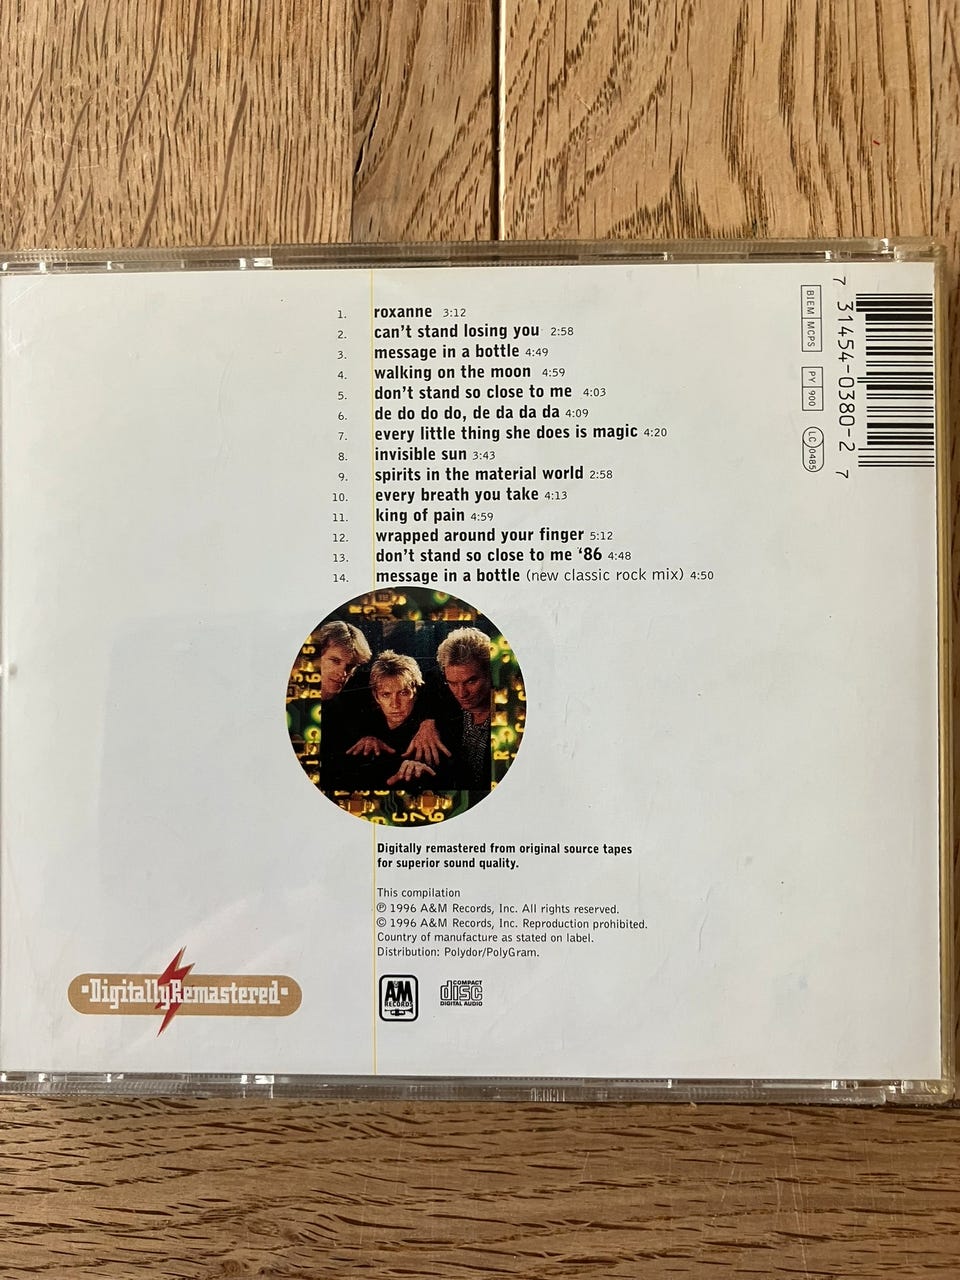 1. roxanne 3:12
2. can't stand losing you 2:58
3. message in a bottle 4:49
4. walking on the moon 4:59
5. don't stand so close to me 4:03
6. de do do do, de da da da 4:09
7. every little thing she does is magic 4:20
8. invisible sun 3:43
9. spirits in the material world 2:58
10. every breath you take 4:13
11. king of pain 4:59
12. wrapped around your finger 5:12
13. don't stand so close to me '86 4:48
14. message in a bottle (new classic rock mix) 4:50
BIEM MCPS
PY 900
LC 0485
7 31454-0380-2 7
Digitally remastered from original source tapes
for superior sound quality.
This compilation
℗ 1996 A&M Records, Inc. All rights reserved.
© 1996 A&M Records, Inc. Reproduction prohibited.
Country of manufacture as stated on label.
Distribution: Polydor/PolyGram.
·DigitallyRemastered·
AM
RECORDS
COMPACT
disc
DIGITAL AUDIO